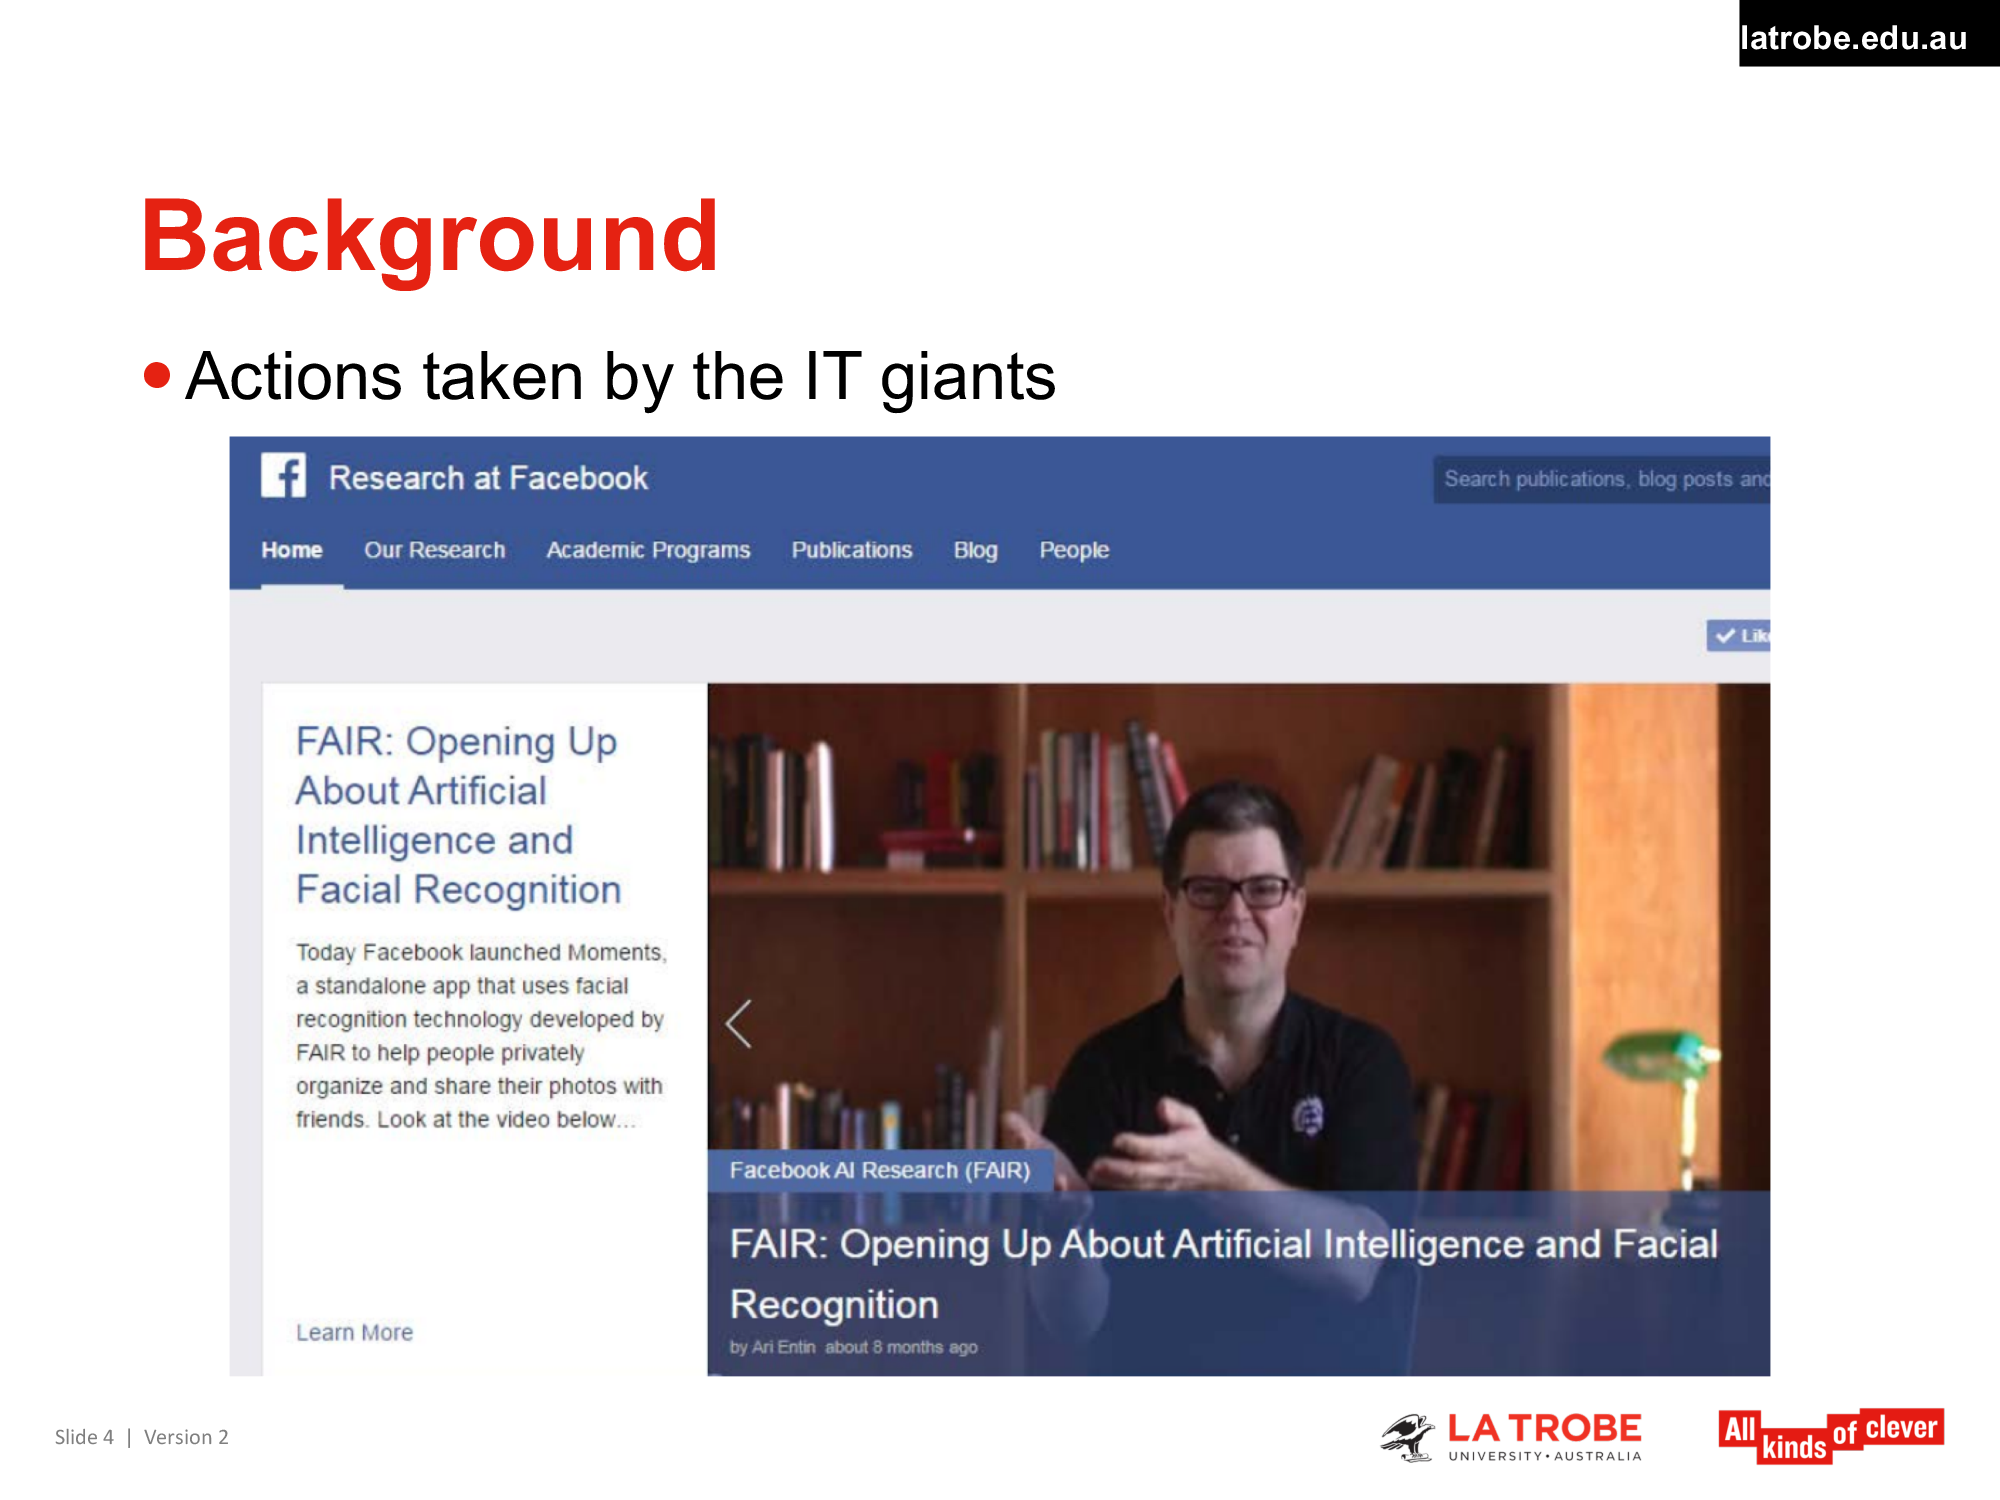 latrobe.edu.au
Background
• Actions taken by the IT giants
Research at Facebook
Search publications, blog posts and
Home Our Research Academic Programs Publications Blog People
Like
FAIR: Opening Up
About Artificial
Intelligence and
Facial Recognition
Today Facebook launched Moments,
a standalone app that uses facial
recognition technology developed by
FAIR to help people privately
organize and share their photos with
friends. Look at the video below...
Learn More
Facebook AI Research (FAIR)
FAIR: Opening Up About Artificial Intelligence and Facial
Recognition
by Ari Entin about 8 months ago
Slide 4 | Version 2
LA TROBE
UNIVERSITY • AUSTRALIA
All kinds of clever